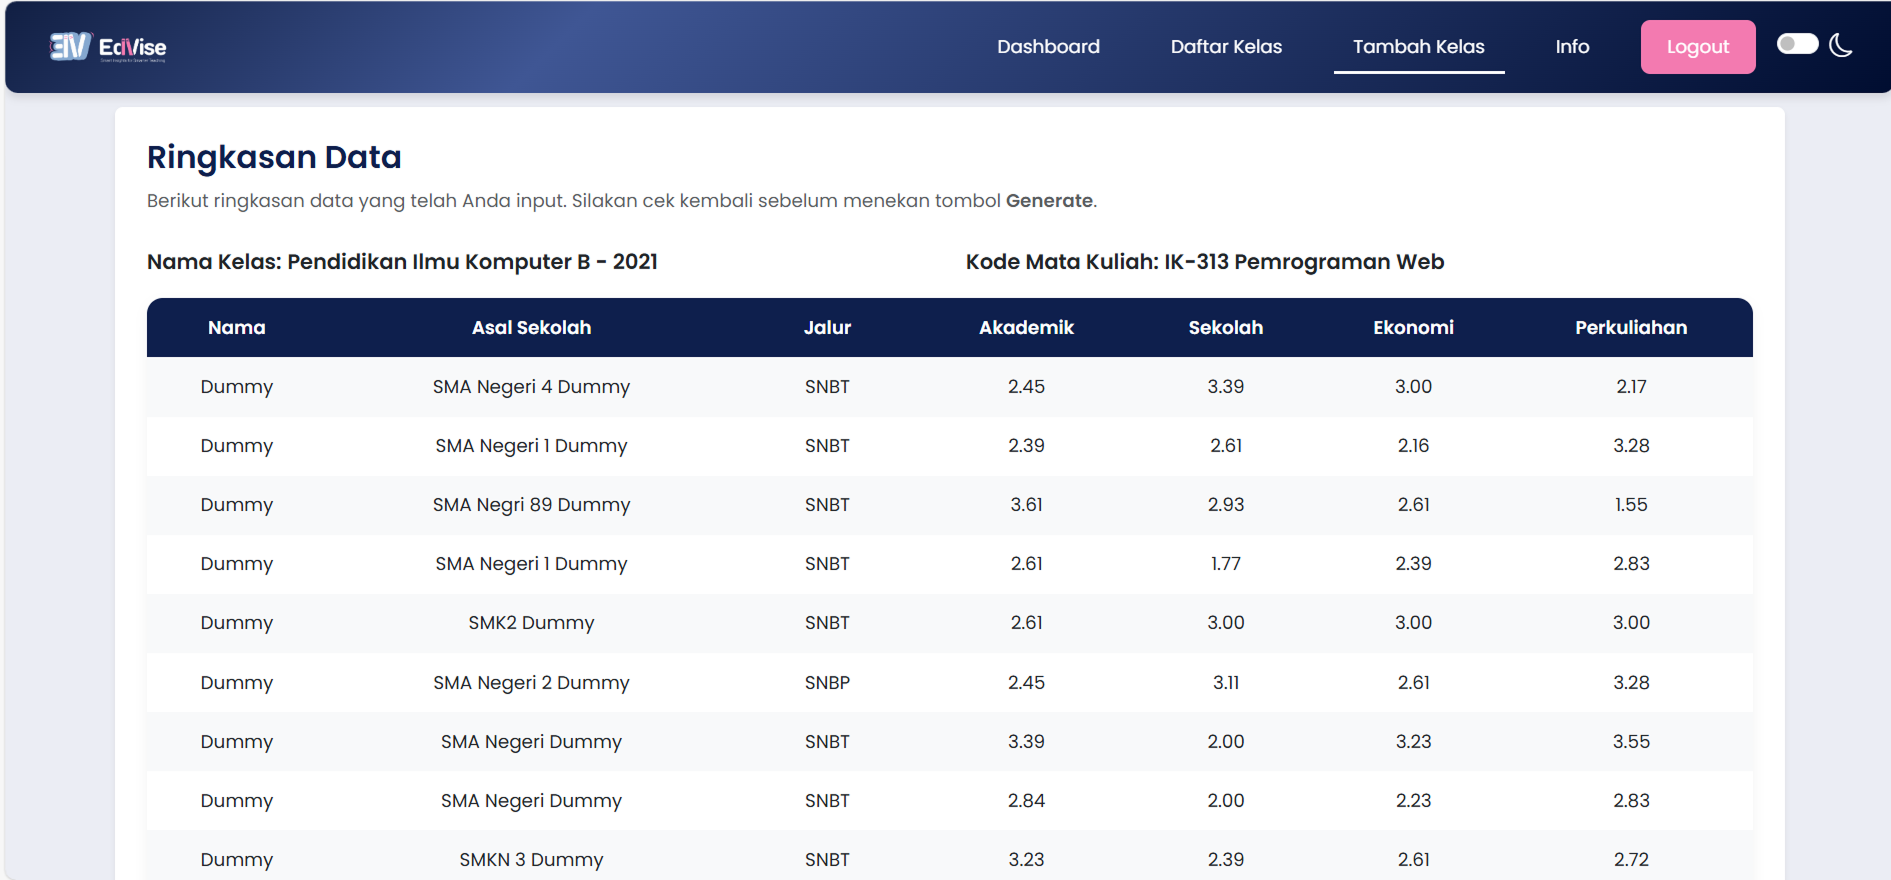 EdVise
Dashboard Daftar Kelas Tambah Kelas Info Logout
Ringkasan Data
Berikut ringkasan data yang telah Anda input. Silakan cek kembali sebelum menekan tombol Generate.
Nama Kelas: Pendidikan Ilmu Komputer B - 2021 Kode Mata Kuliah: IK-313 Pemrograman Web
Nama Asal Sekolah Jalur Akademik Sekolah Ekonomi Perkuliahan
Dummy SMA Negeri 4 Dummy SNBT 2.45 3.39 3.00 2.17
Dummy SMA Negeri 1 Dummy SNBT 2.39 2.61 2.16 3.28
Dummy SMA Negri 89 Dummy SNBT 3.61 2.93 2.61 1.55
Dummy SMA Negeri 1 Dummy SNBT 2.61 1.77 2.39 2.83
Dummy SMK2 Dummy SNBT 2.61 3.00 3.00 3.00
Dummy SMA Negeri 2 Dummy SNBP 2.45 3.11 2.61 3.28
Dummy SMA Negeri Dummy SNBT 3.39 2.00 3.23 3.55
Dummy SMA Negeri Dummy SNBT 2.84 2.00 2.23 2.83
Dummy SMKN 3 Dummy SNBT 3.23 2.39 2.61 2.72